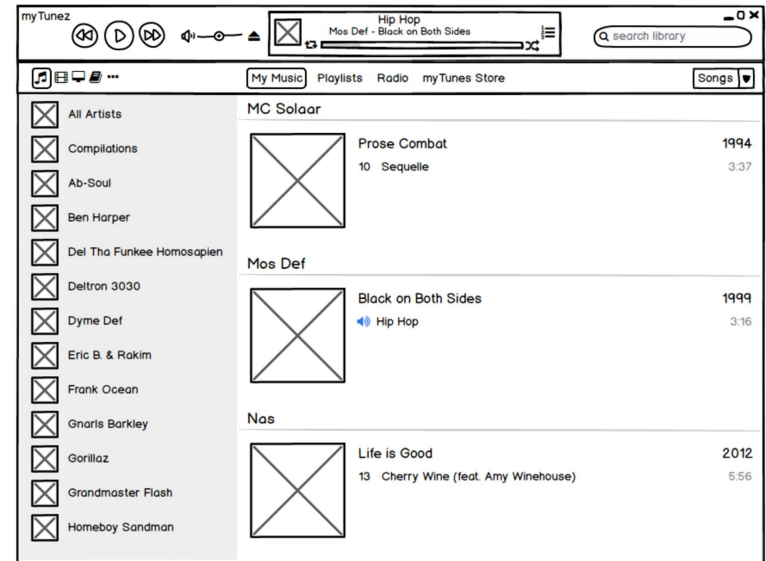 myTunez
Hip Hop
Mos Def - Black on Both Sides
search library
My Music Playlists Radio myTunes Store Songs
All Artists
Compilations
Ab-Soul
Ben Harper
Del Tha Funkee Homosapien
Deltron 3030
Dyme Def
Eric B. & Rakim
Frank Ocean
Gnarls Barkley
Gorillaz
Grandmaster Flash
Homeboy Sandman
MC Solaar
Prose Combat 1994
10 Sequelle 3:37
Mos Def
Black on Both Sides 1999
Hip Hop 3:16
Nas
Life is Good 2012
13 Cherry Wine (feat. Amy Winehouse) 5:56